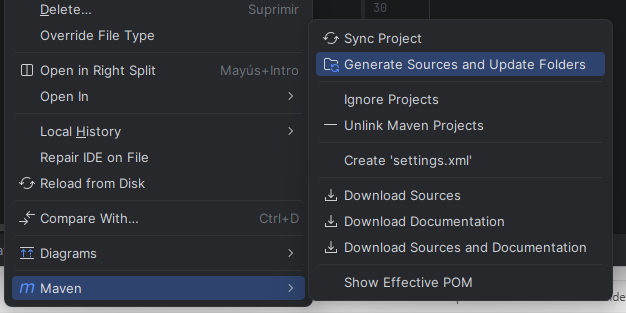 Delete... Suprimir
Override File Type
Open in Right Split Mayús+Intro
Open In
Local History
Repair IDE on File
Reload from Disk
Compare With... Ctrl+D
Diagrams
Maven
30
Sync Project
Generate Sources and Update Folders
Ignore Projects
Unlink Maven Projects
Create 'settings.xml'
Download Sources
Download Documentation
Download Sources and Documentation
Show Effective POM